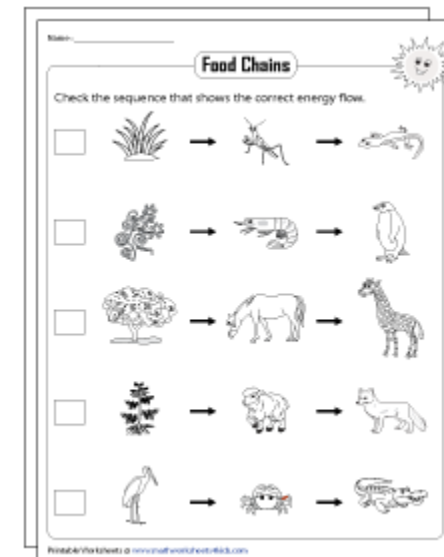 Name:
Food Chains
Check the sequence that shows the correct energy flow.
Printable Worksheets @ www.mathworksheets4kids.com